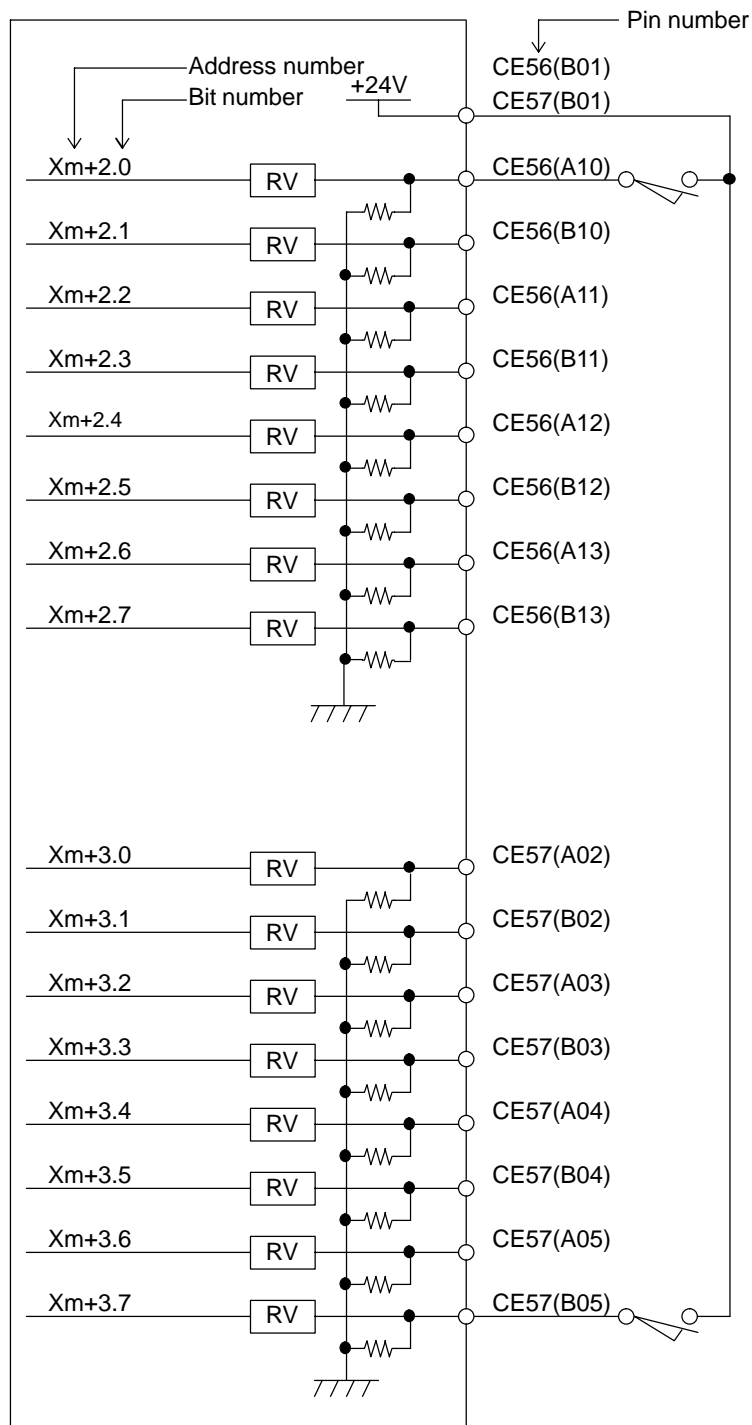 Pin number
Address number
Bit number
+24V
CE56(B01)
CE57(B01)
Xm+2.0 RV CE56(A10)
Xm+2.1 RV CE56(B10)
Xm+2.2 RV CE56(A11)
Xm+2.3 RV CE56(B11)
Xm+2.4 RV CE56(A12)
Xm+2.5 RV CE56(B12)
Xm+2.6 RV CE56(A13)
Xm+2.7 RV CE56(B13)
Xm+3.0 RV CE57(A02)
Xm+3.1 RV CE57(B02)
Xm+3.2 RV CE57(A03)
Xm+3.3 RV CE57(B03)
Xm+3.4 RV CE57(A04)
Xm+3.5 RV CE57(B04)
Xm+3.6 RV CE57(A05)
Xm+3.7 RV CE57(B05)